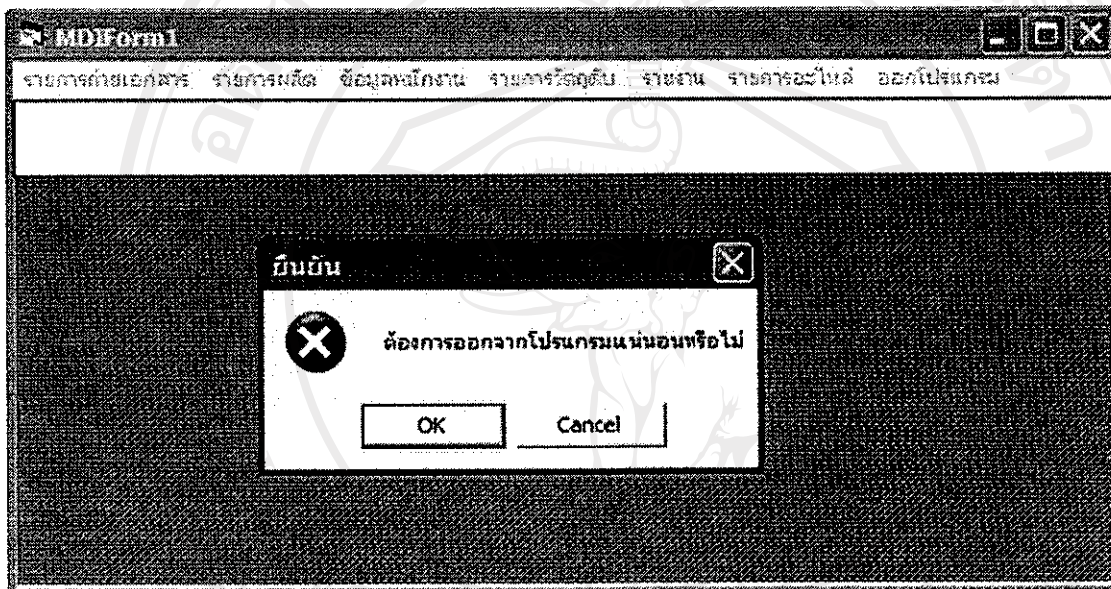 MDIForm1
รายการถ่ายเอกสาร รายการผลิต ข้อมูลพนักงาน รายการวัตถุดิบ รายงาน รายการอะไหล่ ออกโปรแกรม
ยืนยัน
ต้องการออกจากโปรแกรมแน่นอนหรือไม่
OK Cancel